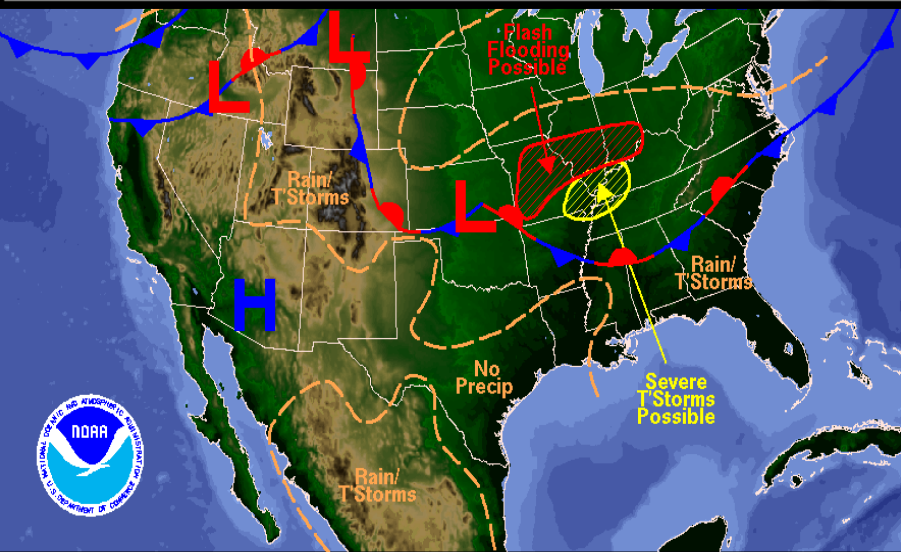 Flash
Flooding
Possible
L
L
Rain/
T'Storms
L
Rain/
T'Storms
H
No
Precip
Severe
T'Storms
Possible
Rain/
T'Storms
NATIONAL OCEANIC AND ATMOSPHERIC ADMINISTRATION
NOAA
U.S. DEPARTMENT OF COMMERCE